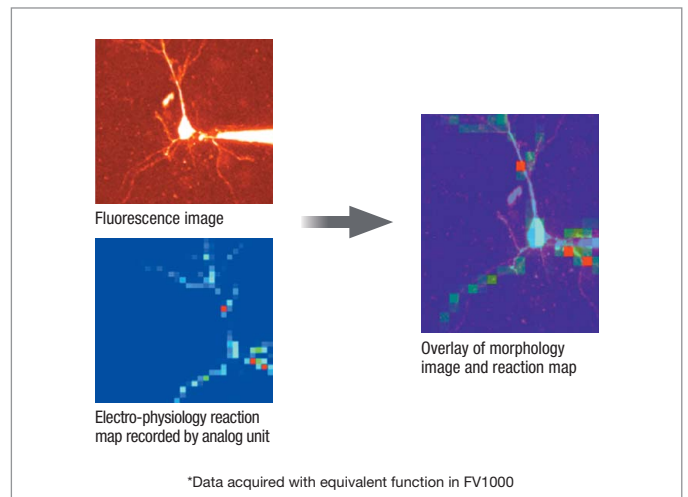 Fluorescence image
Electro-physiology reaction
map recorded by analog unit
Overlay of morphology
image and reaction map
*Data acquired with equivalent function in FV1000